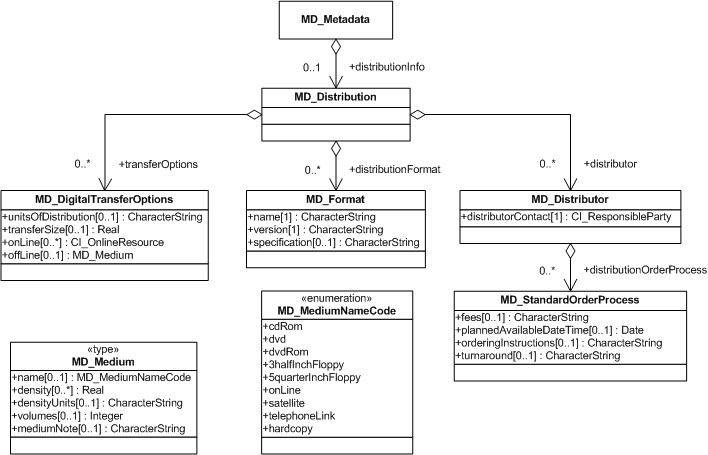 MD_Metadata
0..1
+distributionInfo
MD_Distribution
0..*
+transferOptions
0..*
+distributionFormat
0..*
+distributor
MD_DigitalTransferOptions
+unitsOfDistribution[0..1] : CharacterString
+transferSize[0..1] : Real
+onLine[0..*] : CI_OnlineResource
+offLine[0..1] : MD_Medium
MD_Format
+name[1] : CharacterString
+version[1] : CharacterString
+specification[0..1] : CharacterString
MD_Distributor
+distributorContact[1] : CI_ResponsibleParty
0..*
+distributionOrderProcess
MD_StandardOrderProcess
+fees[0..1] : CharacterString
+plannedAvailableDateTime[0..1] : Date
+orderingInstructions[0..1] : CharacterString
+turnaround[0..1] : CharacterString
«enumeration»
MD_MediumNameCode
+cdRom
+dvd
+dvdRom
+3halfInchFloppy
+5quarterInchFloppy
+onLine
+satellite
+telephoneLink
+hardcopy
«type»
MD_Medium
+name[0..1] : MD_MediumNameCode
+density[0..*] : Real
+densityUnits[0..1] : CharacterString
+volumes[0..1] : Integer
+mediumNote[0..1] : CharacterString